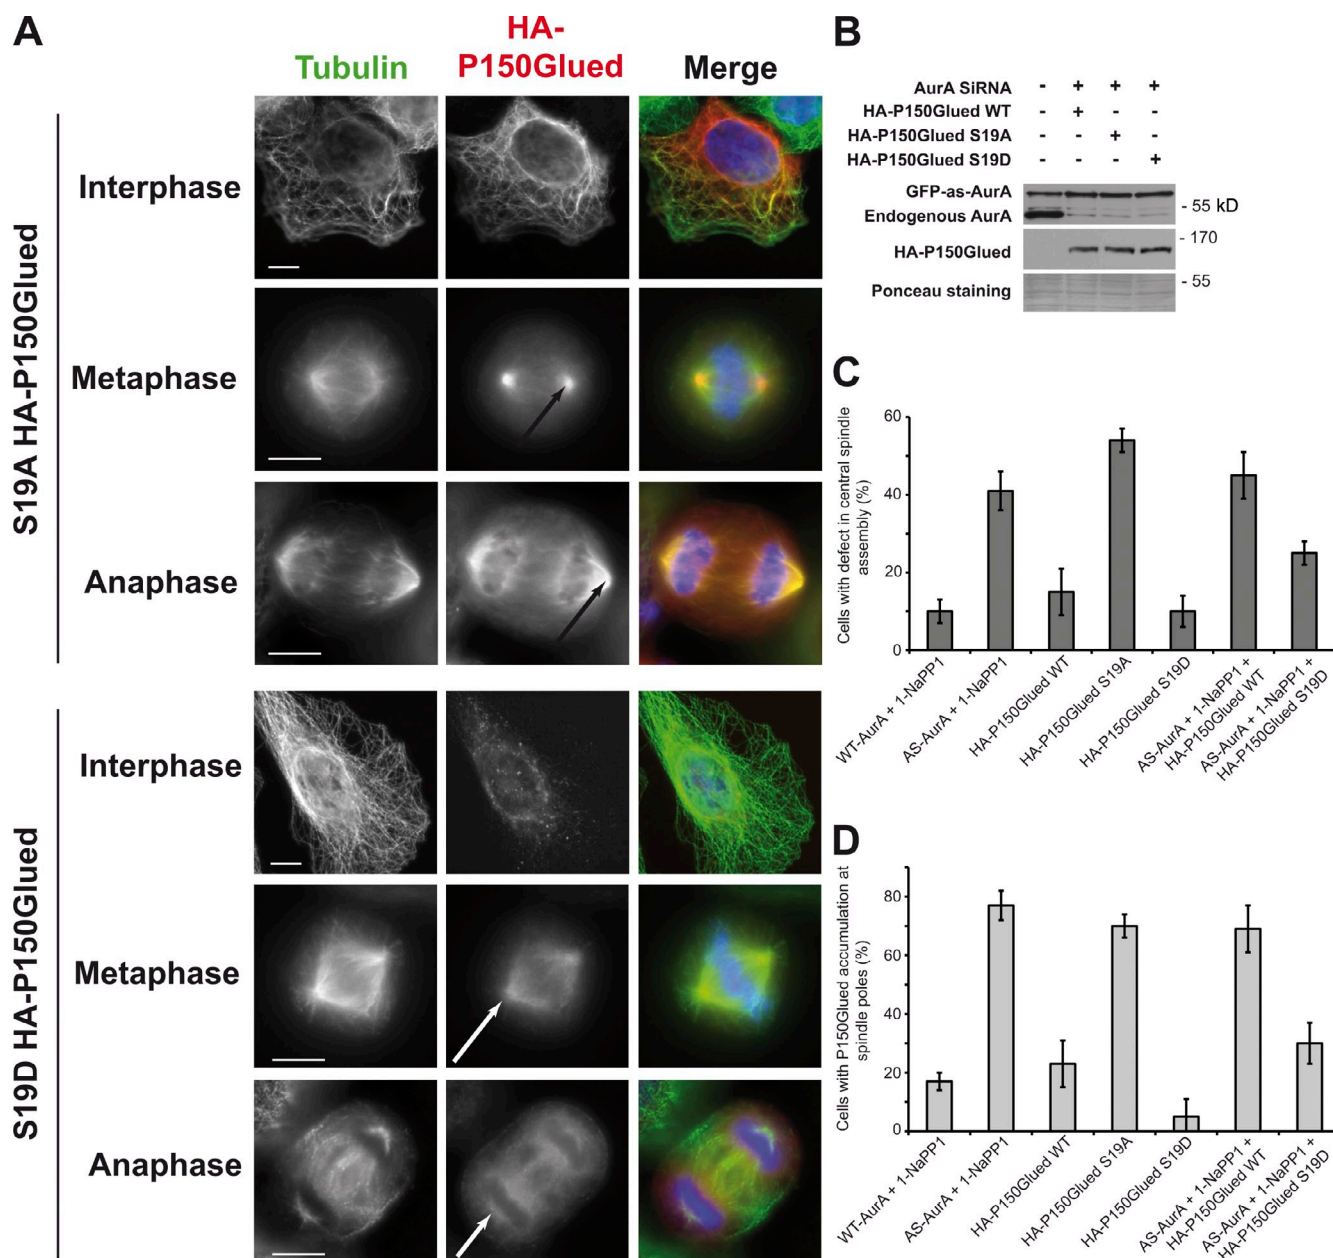 A
Tubulin
HA-
P150Glued
Merge
S19A HA-P150Glued
Interphase
Metaphase
Anaphase
S19D HA-P150Glued
Interphase
Metaphase
Anaphase
B
AurA SiRNA - + + +
HA-P150Glued WT - + - -
HA-P150Glued S19A - - + -
HA-P150Glued S19D - - - +
GFP-as-AurA
- 55 kD
Endogenous AurA
- 170
HA-P150Glued
- 55
Ponceau staining
C
Cells with defect in central spindle
assembly (%)
60
40
20
0
WT-AurA + 1-NaPP1
AS-AurA + 1-NaPP1
HA-P150Glued WT
HA-P150Glued S19A
HA-P150Glued S19D
AS-AurA + 1-NaPP1 +
HA-P150Glued WT
AS-AurA + 1-NaPP1 +
HA-P150Glued S19D
D
Cells with P150Glued accumulation at
spindle poles (%)
80
60
40
20
0
WT-AurA + 1-NaPP1
AS-AurA + 1-NaPP1
HA-P150Glued WT
HA-P150Glued S19A
HA-P150Glued S19D
AS-AurA + 1-NaPP1 +
HA-P150Glued WT
AS-AurA + 1-NaPP1 +
HA-P150Glued S19D